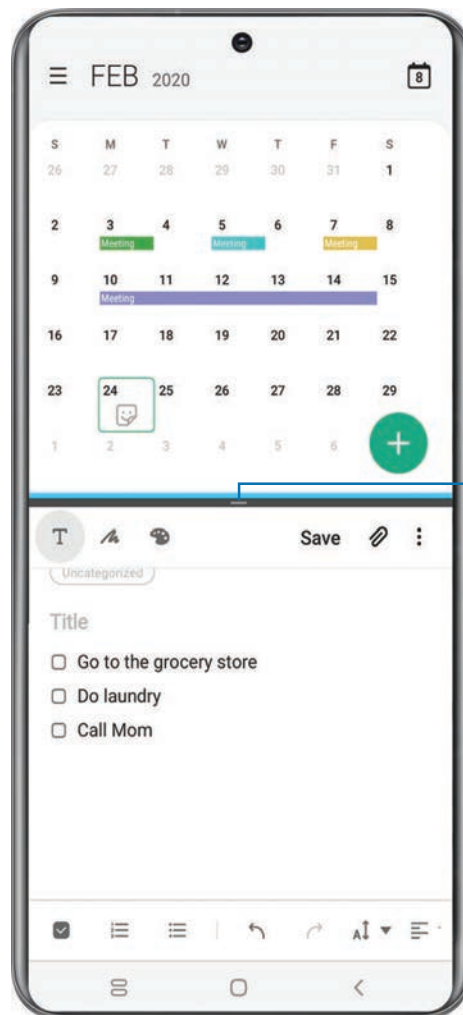 FEB 2020
8
S M T W T F S
26 27 28 29 30 31 1
2 3 4 5 6 7 8
Meeting Meeting Meeting
9 10 11 12 13 14 15
Meeting
16 17 18 19 20 21 22
23 24 25 26 27 28 29
1 2 3 4 5 6
+
T Save
Uncategorized
Title
Go to the grocery store
Do laundry
Call Mom
A